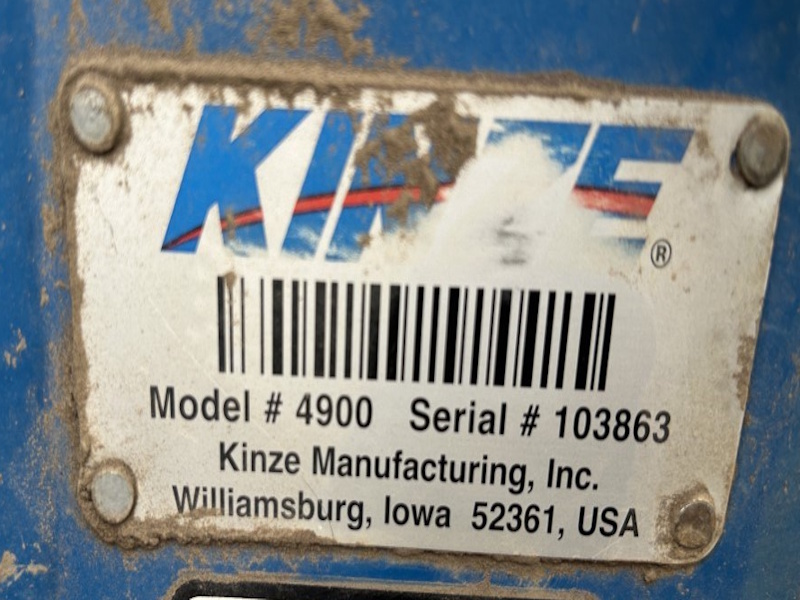 KINZE®
Model # 4900 Serial # 103863
Kinze Manufacturing, Inc.
Williamsburg, Iowa 52361, USA